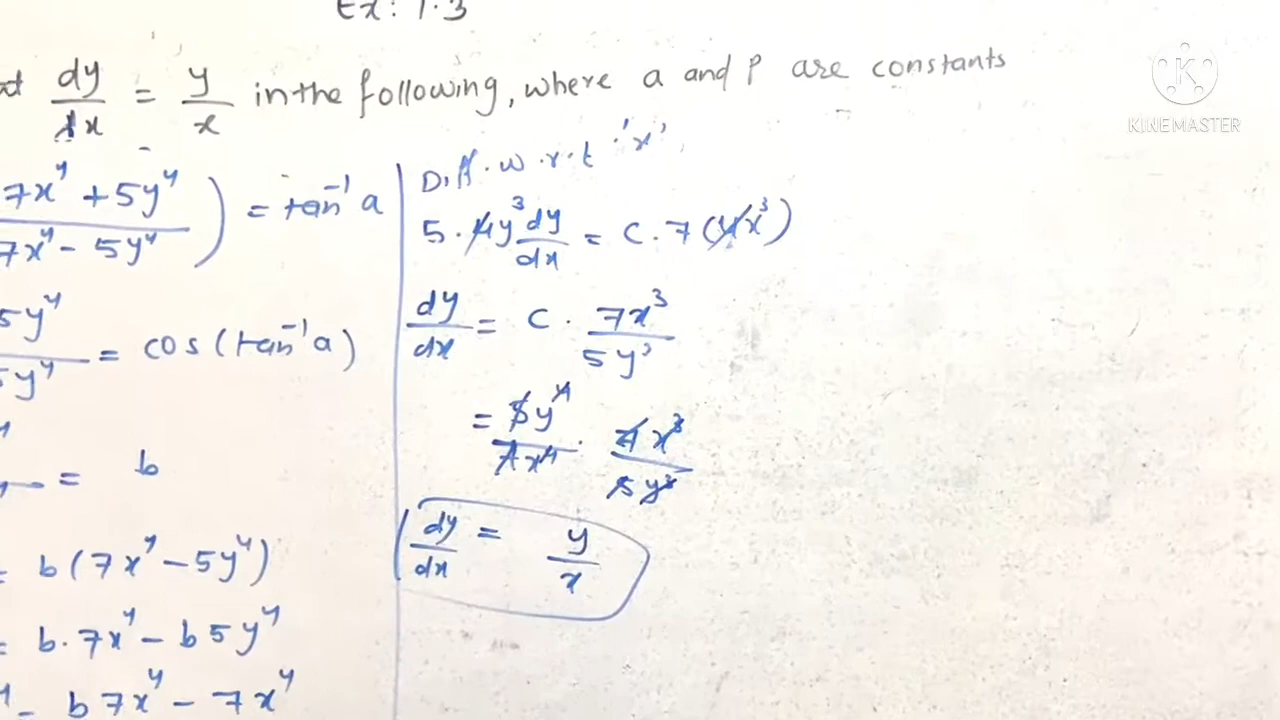 Ex: 1.3
dy/dx = y/x in the following, where a and P are constants
KINEMASTER
7x⁴ + 5y⁴ / 7x⁴ - 5y⁴ ) = tan⁻¹ a
5y⁴ / 5y⁴ = cos(tan⁻¹ a)
= b
= b(7x⁴ - 5y⁴)
= b.7x⁴ - b5y⁴
= b7x⁴ - 7x⁴
Diff. w.r.t 'x'
5.4y³ dy/dx = c.7(4x³)
dy/dx = c. 7x³/5y³
= 5y⁴/7x⁴ . 7x³/5y³
dy/dx = y/x